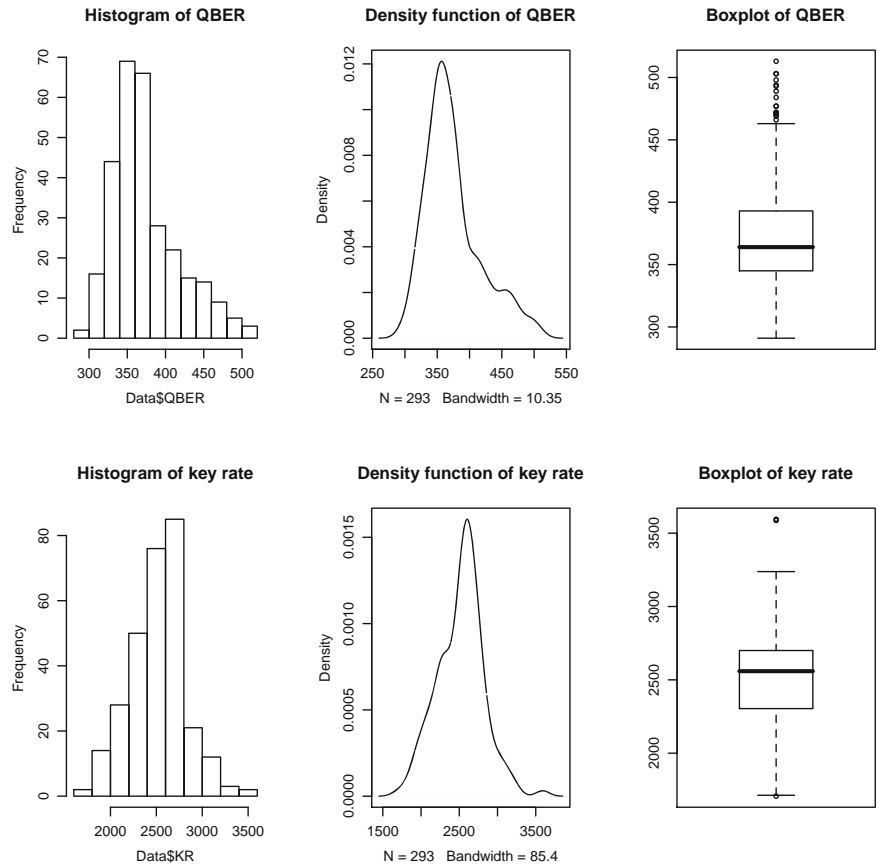 Histogram of QBER
Frequency
0 10 20 30 40 50 60 70
300 350 400 450 500
Data$QBER
Density function of QBER
Density
0.000 0.004 0.008 0.012
250 350 450 550
N = 293 Bandwidth = 10.35
Boxplot of QBER
300 350 400 450 500
Histogram of key rate
Frequency
0 20 40 60 80
2000 2500 3000 3500
Data$KR
Density function of key rate
Density
0.0000 0.0005 0.0010 0.0015
1500 2500 3500
N = 293 Bandwidth = 85.4
Boxplot of key rate
2000 2500 3000 3500